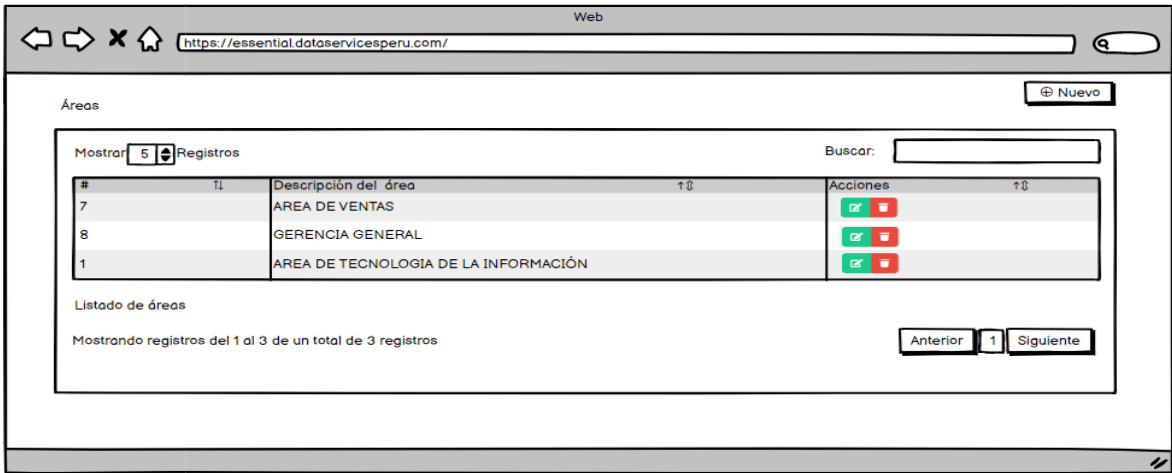 Web
https://essential.dataservicesperu.com/
⊕ Nuevo
Áreas
Mostrar 5 Registros
Buscar:
# Descripción del área Acciones
7 AREA DE VENTAS
8 GERENCIA GENERAL
1 AREA DE TECNOLOGIA DE LA INFORMACIÓN
Listado de áreas
Mostrando registros del 1 al 3 de un total de 3 registros
Anterior 1 Siguiente